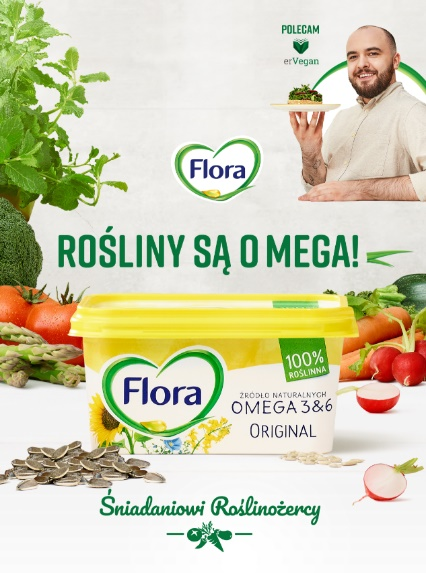 POLECAM
erVegan
Flora
ROŚLINY SĄ O MEGA!
100%
ROŚLINNA
Flora
ŹRÓDŁO NATURALNYCH
OMEGA 3&6
ORIGINAL
Śniadaniowi Roślinożercy